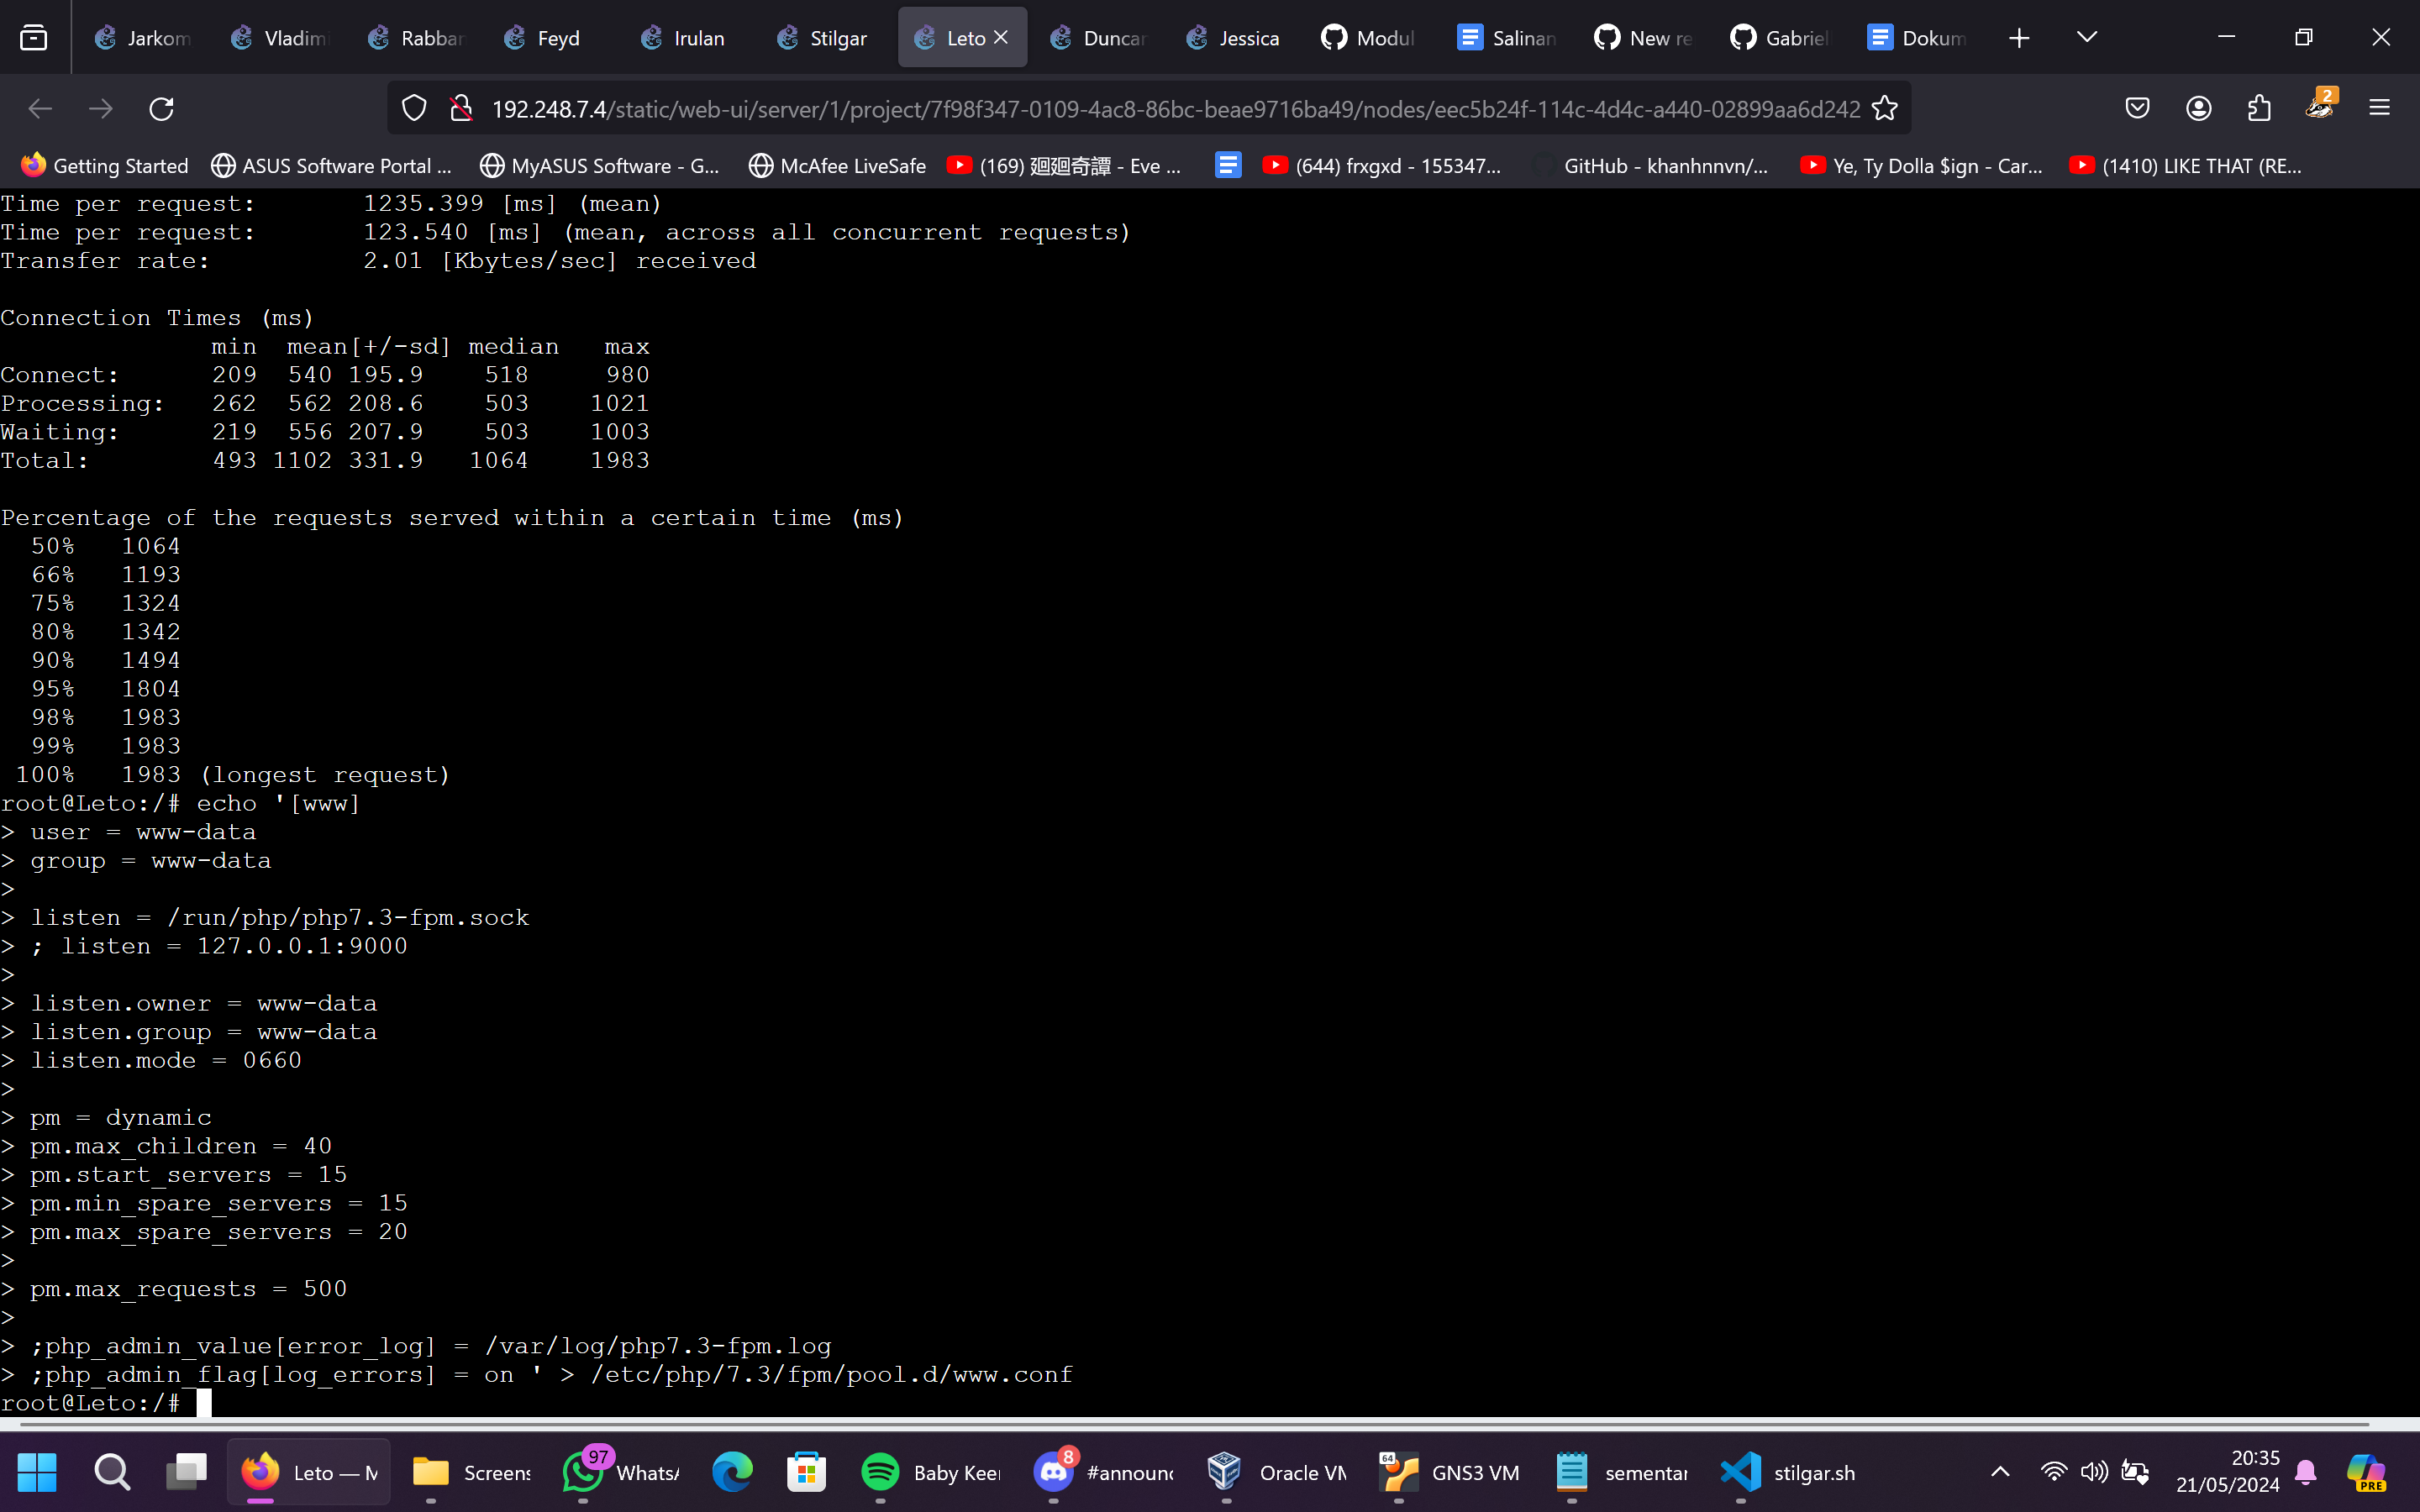 Jarkom Vladimi Rabban Feyd Irulan Stilgar Leto Duncan Jessica Modul Salinan New re Gabriel Dokum
192.248.7.4/static/web-ui/server/1/project/7f98f347-0109-4ac8-86bc-beae9716ba49/nodes/eec5b24f-114c-4d4c-a440-02899aa6d242
2
Getting Started ASUS Software Portal ... MyASUS Software - G... McAfee LiveSafe (169) 廻廻奇譚 - Eve ... (644) frxgxd - 155347... GitHub - khanhnnvn/... Ye, Ty Dolla $ign - Car... (1410) LIKE THAT (RE...
Time per request:       1235.399 [ms] (mean)
Time per request:       123.540 [ms] (mean, across all concurrent requests)
Transfer rate:          2.01 [Kbytes/sec] received
Connection Times (ms)
              min  mean[+/-sd] median   max
Connect:      209  540 195.9    518     980
Processing:   262  562 208.6    503    1021
Waiting:      219  556 207.9    503    1003
Total:        493 1102 331.9   1064    1983
Percentage of the requests served within a certain time (ms)
  50%   1064
  66%   1193
  75%   1324
  80%   1342
  90%   1494
  95%   1804
  98%   1983
  99%   1983
 100%   1983 (longest request)
root@Leto:/# echo '[www]
> user = www-data
> group = www-data
>
> listen = /run/php/php7.3-fpm.sock
> ; listen = 127.0.0.1:9000
>
> listen.owner = www-data
> listen.group = www-data
> listen.mode = 0660
>
> pm = dynamic
> pm.max_children = 40
> pm.start_servers = 15
> pm.min_spare_servers = 15
> pm.max_spare_servers = 20
>
> pm.max_requests = 500
>
> ;php_admin_value[error_log] = /var/log/php7.3-fpm.log
> ;php_admin_flag[log_errors] = on ' > /etc/php/7.3/fpm/pool.d/www.conf
root@Leto:/#
Leto — M Screens 97 WhatsA Baby Keem 8 #announc Oracle VM 64 GNS3 VM sementar stilgar.sh 20:35
21/05/2024 PRE